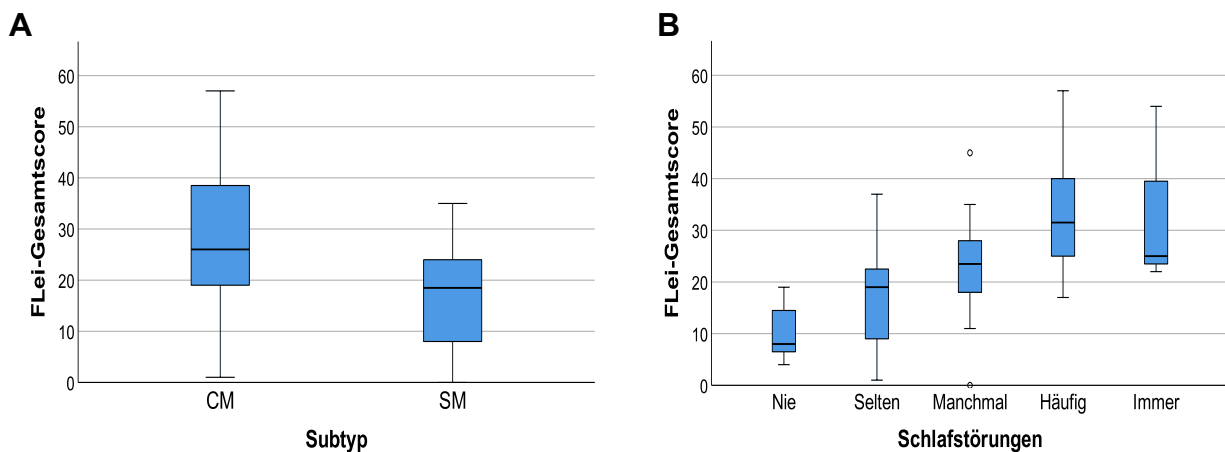 A
FLei-Gesamtscore
60
50
40
30
20
10
0
CM
SM
Subtyp
B
FLei-Gesamtscore
60
50
40
30
20
10
0
Nie
Selten
Manchmal
Häufig
Immer
Schlafstörungen